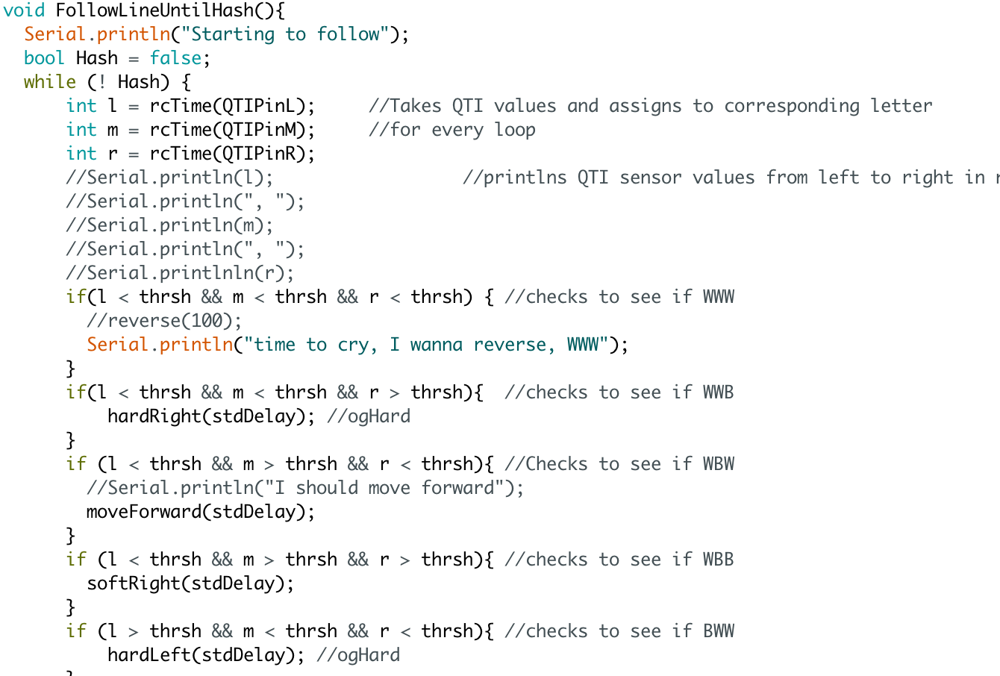 void FollowLineUntilHash(){
  Serial.println("Starting to follow");
  bool Hash = false;
  while (! Hash) {
      int l = rcTime(QTIPinL);     //Takes QTI values and assigns to corresponding letter
      int m = rcTime(QTIPinM);     //for every loop
      int r = rcTime(QTIPinR);
      //Serial.println(l);                  //printlns QTI sensor values from left to right in
      //Serial.println(", ");
      //Serial.println(m);
      //Serial.println(", ");
      //Serial.printlnln(r);
      if(l < thrsh && m < thrsh && r < thrsh) { //checks to see if WWW
        //reverse(100);
        Serial.println("time to cry, I wanna reverse, WWW");
      }
      if(l < thrsh && m < thrsh && r > thrsh){  //checks to see if WWB
          hardRight(stdDelay); //ogHard
      }
      if (l < thrsh && m > thrsh && r < thrsh){ //Checks to see if WBW
        //Serial.println("I should move forward");
        moveForward(stdDelay);
      }
      if (l < thrsh && m > thrsh && r > thrsh){ //checks to see if WBB
        softRight(stdDelay);
      }
      if (l > thrsh && m < thrsh && r < thrsh){ //checks to see if BWW
          hardLeft(stdDelay); //ogHard
      }